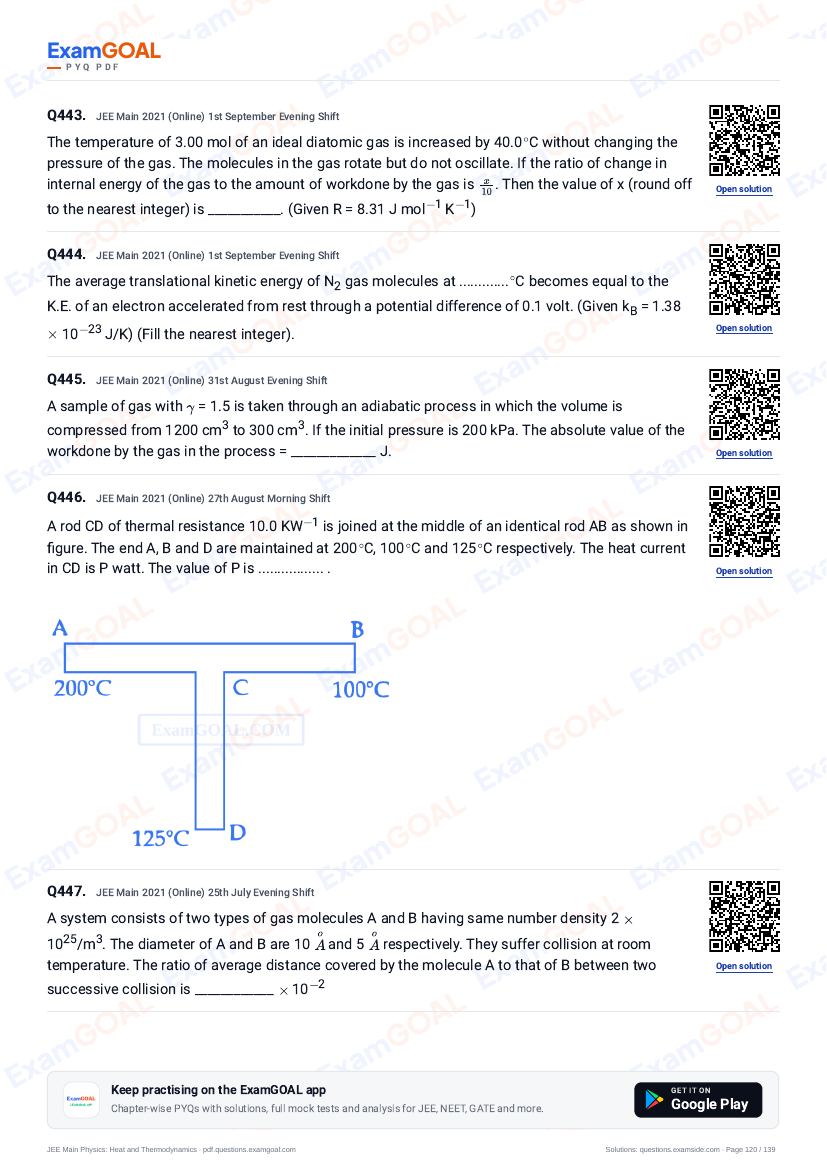 ExamGOAL
PYQ PDF
Q443. JEE Main 2021 (Online) 1st September Evening Shift
The temperature of 3.00 mol of an ideal diatomic gas is increased by 40.0°C without changing the
pressure of the gas. The molecules in the gas rotate but do not oscillate. If the ratio of change in
internal energy of the gas to the amount of workdone by the gas is x/10. Then the value of x (round off
to the nearest integer) is ___________. (Given R = 8.31 J mol⁻¹ K⁻¹)
Open solution
Q444. JEE Main 2021 (Online) 1st September Evening Shift
The average translational kinetic energy of N₂ gas molecules at ............°C becomes equal to the
K.E. of an electron accelerated from rest through a potential difference of 0.1 volt. (Given k_B = 1.38
× 10⁻²³ J/K) (Fill the nearest integer).
Open solution
Q445. JEE Main 2021 (Online) 31st August Evening Shift
A sample of gas with γ = 1.5 is taken through an adiabatic process in which the volume is
compressed from 1200 cm³ to 300 cm³. If the initial pressure is 200 kPa. The absolute value of the
workdone by the gas in the process = _____________ J.
Open solution
Q446. JEE Main 2021 (Online) 27th August Morning Shift
A rod CD of thermal resistance 10.0 KW⁻¹ is joined at the middle of an identical rod AB as shown in
figure. The end A, B and D are maintained at 200°C, 100°C and 125°C respectively. The heat current
in CD is P watt. The value of P is ................ .
Open solution
A B
200°C C 100°C
ExamGOAL.COM
125°C D
Q447. JEE Main 2021 (Online) 25th July Evening Shift
A system consists of two types of gas molecules A and B having same number density 2 ×
10²⁵/m³. The diameter of A and B are 10 Å and 5 Å respectively. They suffer collision at room
temperature. The ratio of average distance covered by the molecule A to that of B between two
successive collision is ____________ × 10⁻²
Open solution
ExamGOAL
Keep practising on the ExamGOAL app
Chapter-wise PYQs with solutions, full mock tests and analysis for JEE, NEET, GATE and more.
GET IT ON
Google Play
JEE Main Physics: Heat and Thermodynamics · pdf.questions.examgoal.com
Solutions: questions.examside.com · Page 120 / 139